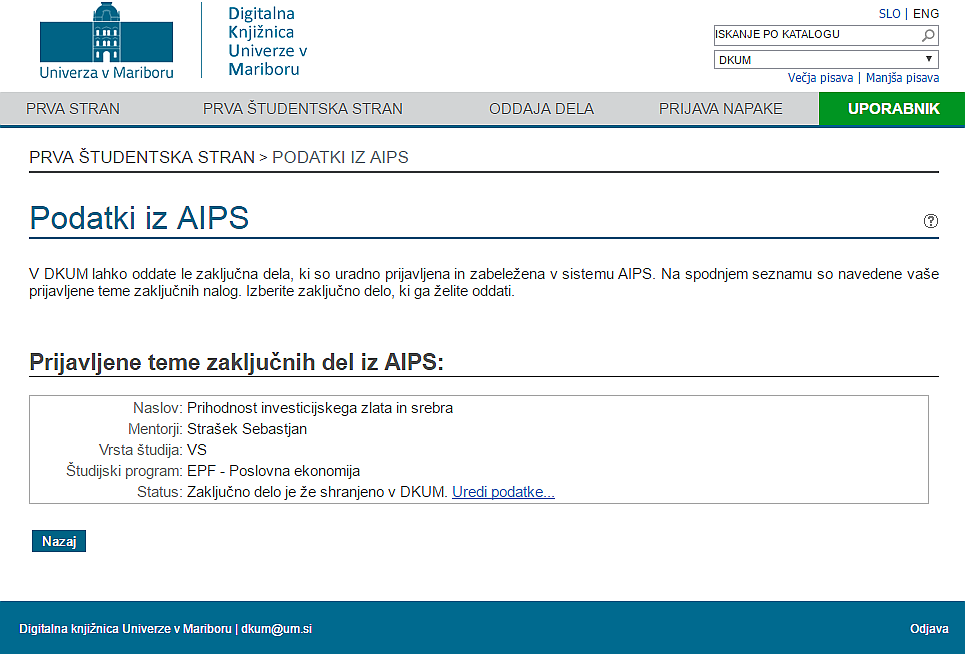 Univerza v Mariboru
Digitalna
Knjižnica
Univerze v
Mariboru
SLO | ENG
ISKANJE PO KATALOGU
DKUM
Večja pisava | Manjša pisava
PRVA STRAN PRVA ŠTUDENTSKA STRAN ODDAJA DELA PRIJAVA NAPAKE UPORABNIK
PRVA ŠTUDENTSKA STRAN > PODATKI IZ AIPS
Podatki iz AIPS
V DKUM lahko oddate le zaključna dela, ki so uradno prijavljena in zabeležena v sistemu AIPS. Na spodnjem seznamu so navedene vaše
prijavljene teme zaključnih nalog. Izberite zaključno delo, ki ga želite oddati.
Prijavljene teme zaključnih del iz AIPS:
Naslov: Prihodnost investicijskega zlata in srebra
Mentorji: Strašek Sebastjan
Vrsta študija: VS
Študijski program: EPF - Poslovna ekonomija
Status: Zaključno delo je že shranjeno v DKUM. Uredi podatke...
Nazaj
Digitalna knjižnica Univerze v Mariboru | dkum@um.si
Odjava